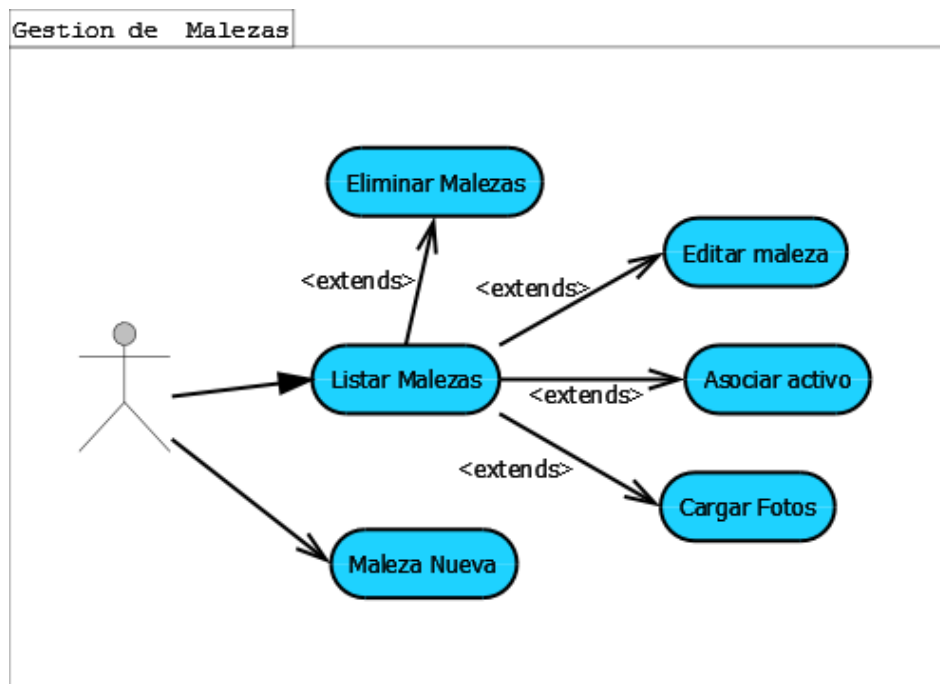 Gestion de  Malezas
Eliminar Malezas
Editar maleza
<extends>
<extends>
Listar Malezas
Asociar activo
<extends>
<extends>
Cargar Fotos
Maleza Nueva